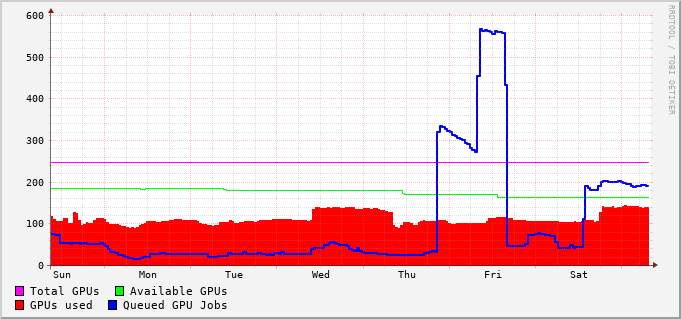 600
500
400
300
200
100
0
Sun Mon Tue Wed Thu Fri Sat
Total GPUs Available GPUs
GPUs used Queued GPU Jobs
RRDTOOL / TOBI OETIKER